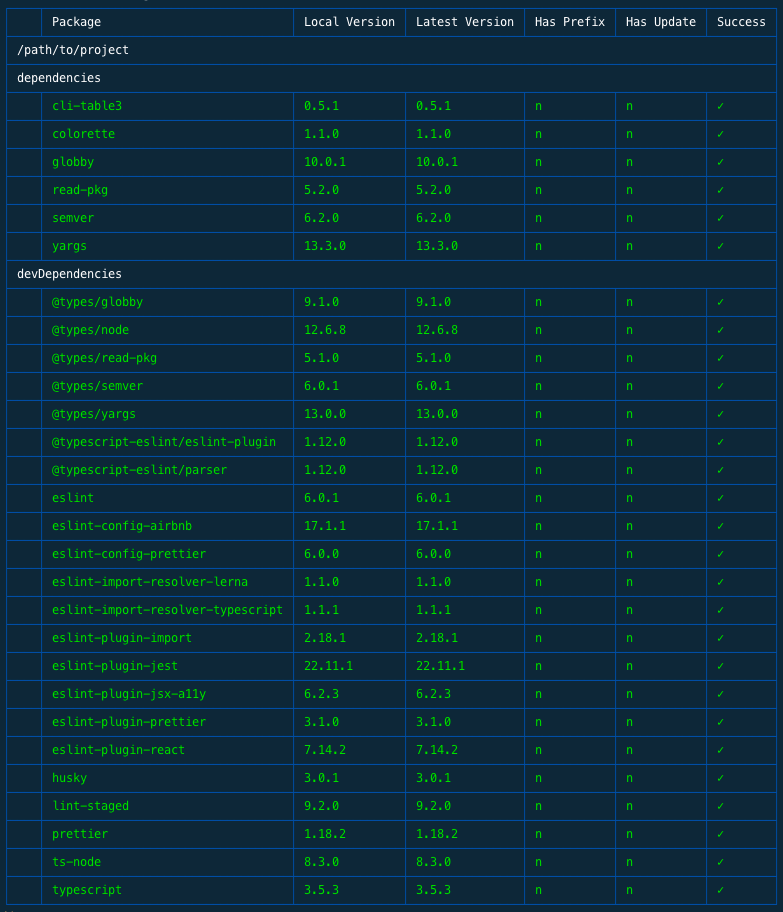 Package Local Version Latest Version Has Prefix Has Update Success
/path/to/project
dependencies
cli-table3 0.5.1 0.5.1 n n ✓
colorette 1.1.0 1.1.0 n n ✓
globby 10.0.1 10.0.1 n n ✓
read-pkg 5.2.0 5.2.0 n n ✓
semver 6.2.0 6.2.0 n n ✓
yargs 13.3.0 13.3.0 n n ✓
devDependencies
@types/globby 9.1.0 9.1.0 n n ✓
@types/node 12.6.8 12.6.8 n n ✓
@types/read-pkg 5.1.0 5.1.0 n n ✓
@types/semver 6.0.1 6.0.1 n n ✓
@types/yargs 13.0.0 13.0.0 n n ✓
@typescript-eslint/eslint-plugin 1.12.0 1.12.0 n n ✓
@typescript-eslint/parser 1.12.0 1.12.0 n n ✓
eslint 6.0.1 6.0.1 n n ✓
eslint-config-airbnb 17.1.1 17.1.1 n n ✓
eslint-config-prettier 6.0.0 6.0.0 n n ✓
eslint-import-resolver-lerna 1.1.0 1.1.0 n n ✓
eslint-import-resolver-typescript 1.1.1 1.1.1 n n ✓
eslint-plugin-import 2.18.1 2.18.1 n n ✓
eslint-plugin-jest 22.11.1 22.11.1 n n ✓
eslint-plugin-jsx-a11y 6.2.3 6.2.3 n n ✓
eslint-plugin-prettier 3.1.0 3.1.0 n n ✓
eslint-plugin-react 7.14.2 7.14.2 n n ✓
husky 3.0.1 3.0.1 n n ✓
lint-staged 9.2.0 9.2.0 n n ✓
prettier 1.18.2 1.18.2 n n ✓
ts-node 8.3.0 8.3.0 n n ✓
typescript 3.5.3 3.5.3 n n ✓